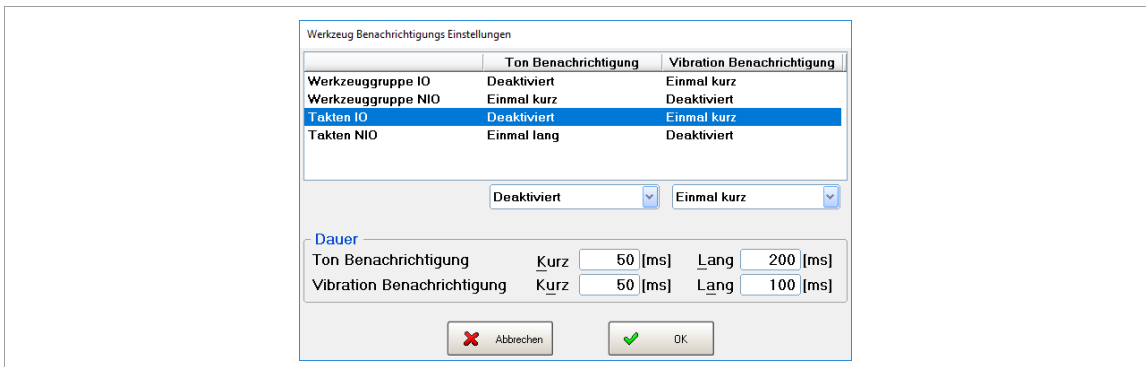 Werkzeug Benachrichtigungs Einstellungen
Ton Benachrichtigung Vibration Benachrichtigung
Werkzeuggruppe IO Deaktiviert Einmal kurz
Werkzeuggruppe NIO Einmal kurz Deaktiviert
Takten IO Deaktiviert Einmal kurz
Takten NIO Einmal lang Deaktiviert
Deaktiviert Einmal kurz
Dauer
Ton Benachrichtigung Kurz 50 [ms] Lang 200 [ms]
Vibration Benachrichtigung Kurz 50 [ms] Lang 100 [ms]
Abbrechen OK